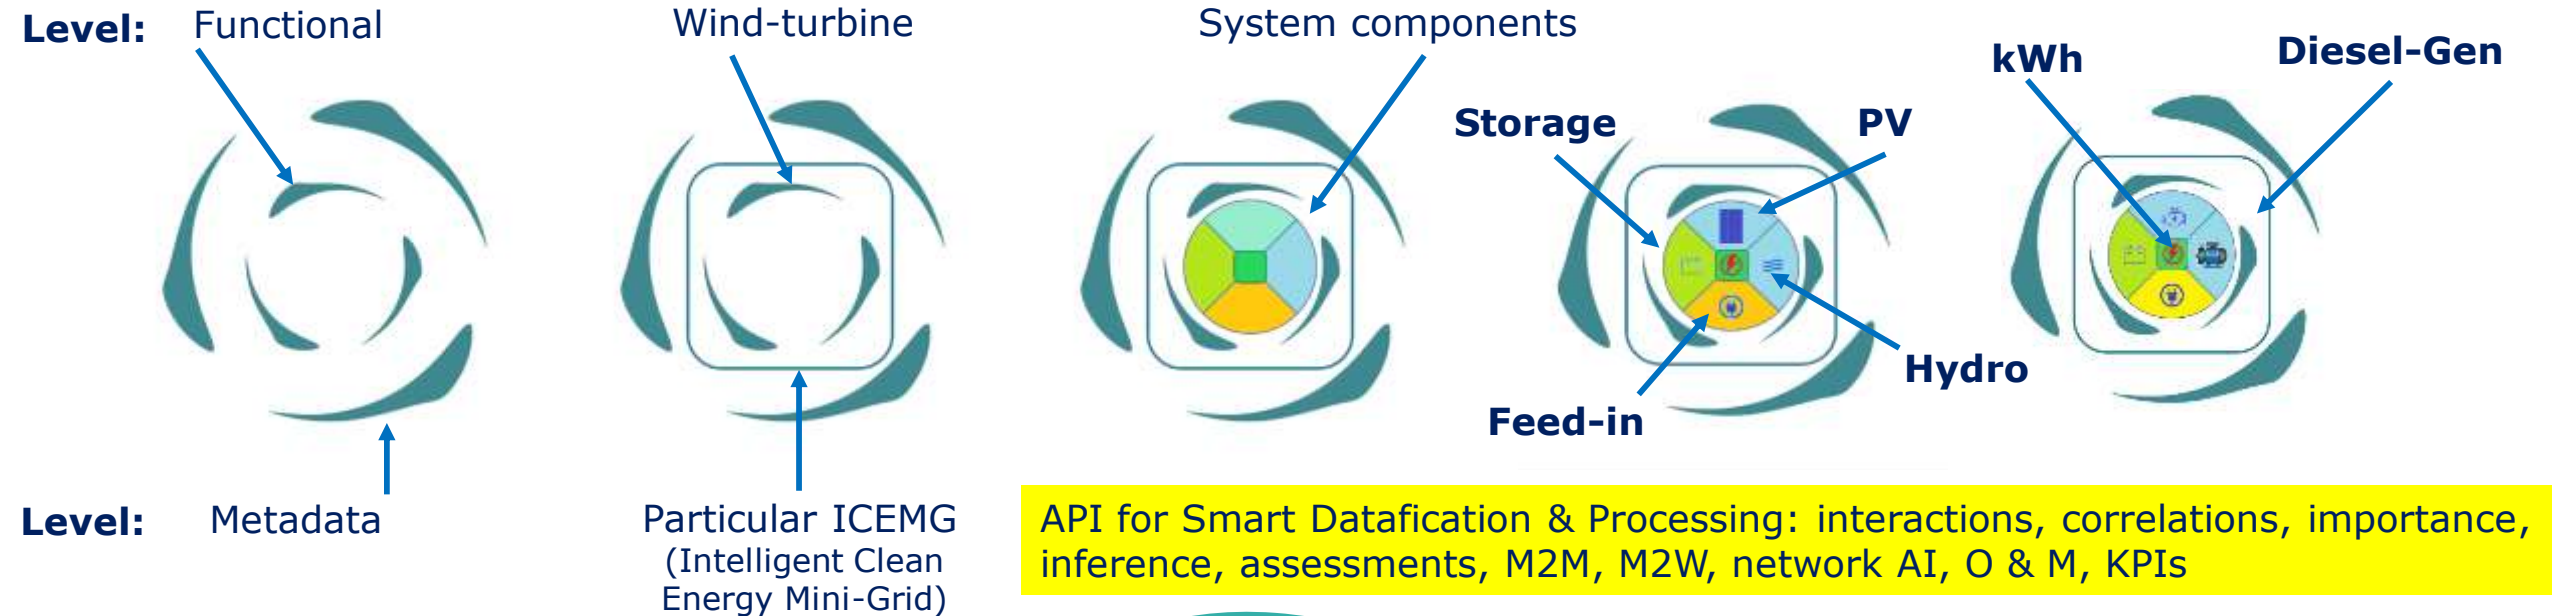 Level: Functional
Wind-turbine
System components
kWh
Diesel-Gen
Storage
PV
Hydro
Feed-in
Level: Metadata
Particular ICEMG
(Intelligent Clean
Energy Mini-Grid)
API for Smart Datafication & Processing: interactions, correlations, importance,
inference, assessments, M2M, M2W, network AI, O & M, KPIs